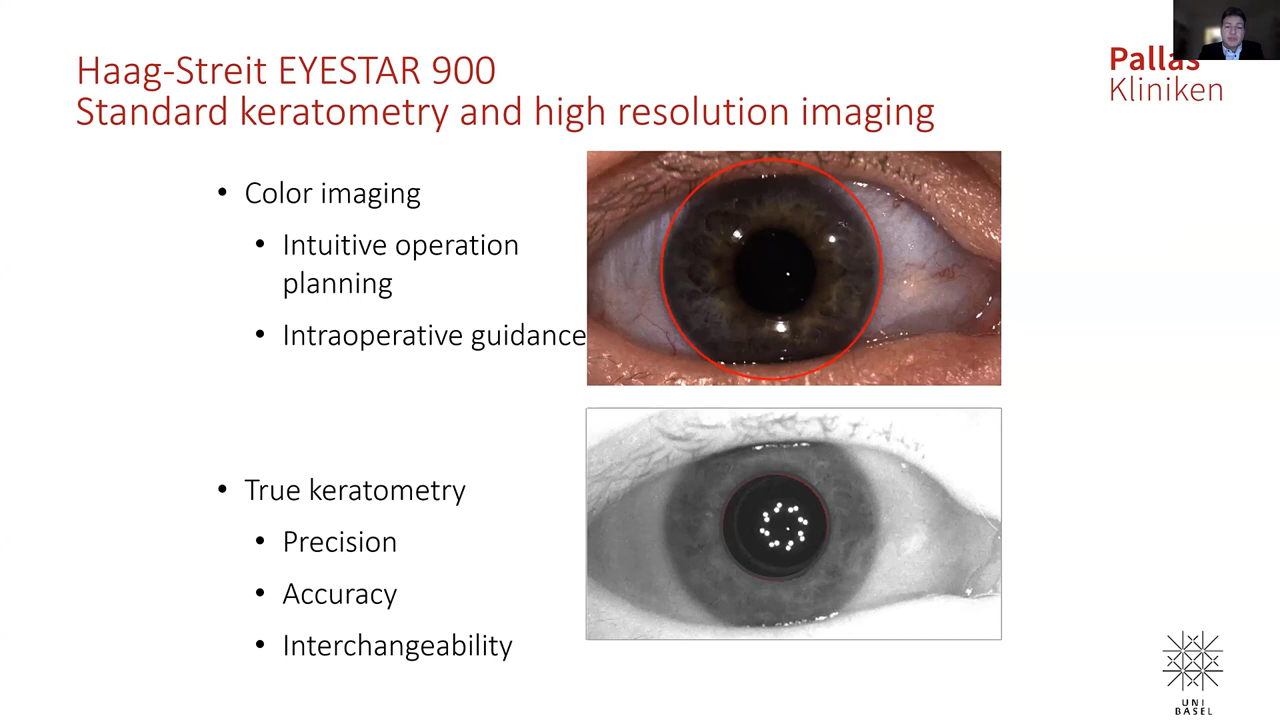 Haag-Streit EYESTAR 900
Standard keratometry and high resolution imaging
Pallas
Kliniken
• Color imaging
• Intuitive operation
planning
• Intraoperative guidance
• True keratometry
• Precision
• Accuracy
• Interchangeability
UNI
BASEL